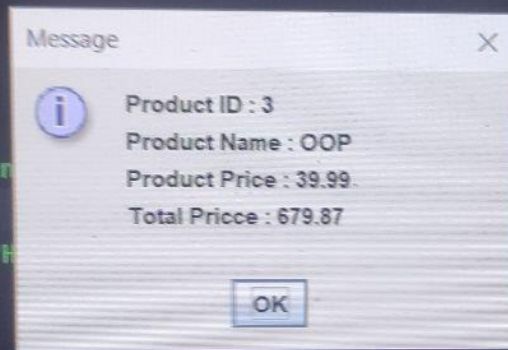 Message
Product ID : 3
Product Name : OOP
Product Price : 39.99
Total Pricce : 679.87
OK